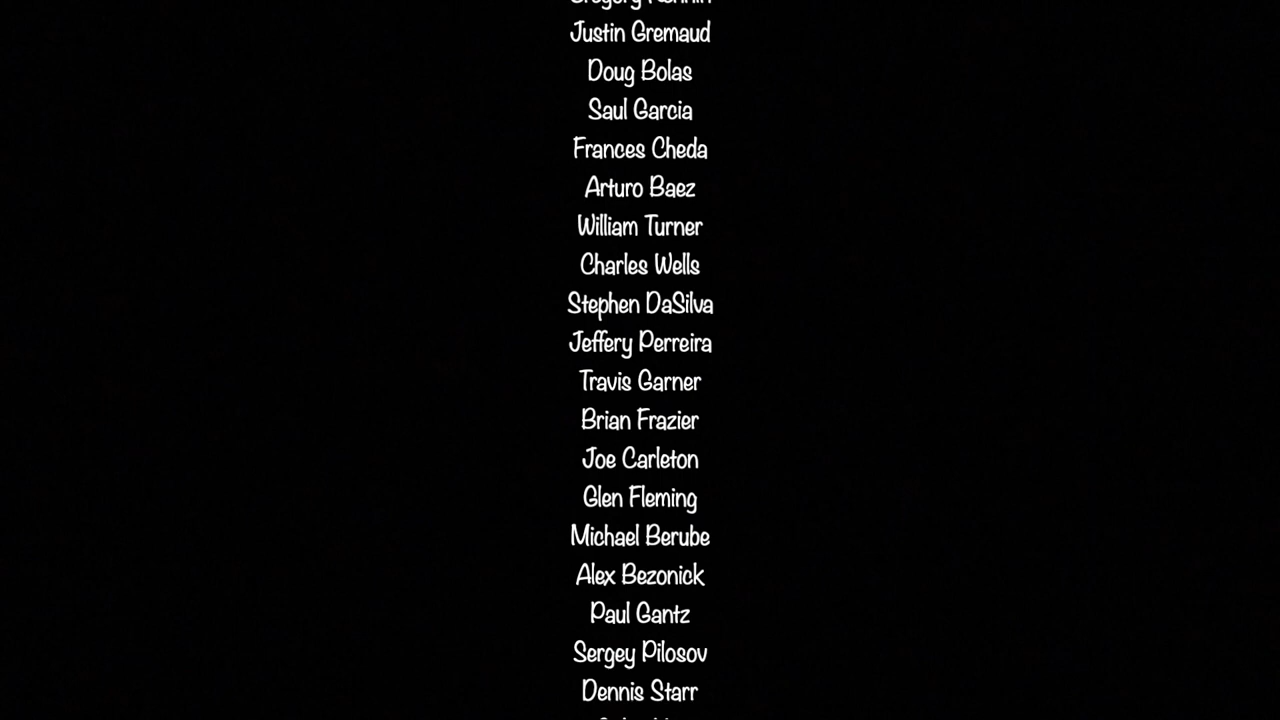 Justin Gremaud
Doug Bolas
Saul Garcia
Frances Cheda
Arturo Baez
William Turner
Charles Wells
Stephen DaSilva
Jeffery Perreira
Travis Garner
Brian Frazier
Joe Carleton
Glen Fleming
Michael Berube
Alex Bezonick
Paul Gantz
Sergey Pilosov
Dennis Starr